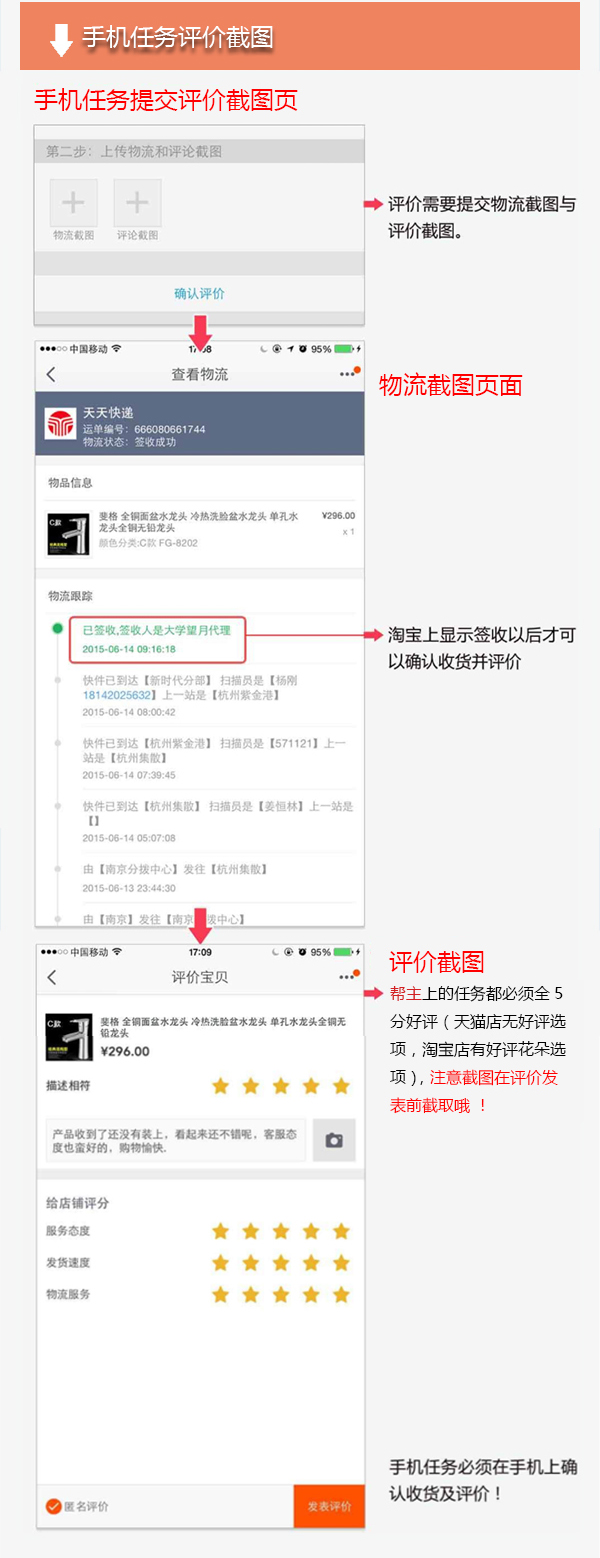 手机任务评价截图
手机任务提交评价截图页
第二步：上传物流和评论截图
物流截图
评论截图
确认评价
评价需要提交物流截图与
评价截图。
中国移动
95%
查看物流
物流截图页面
天天快递
运单编号：666080661744
物流状态：签收成功
物品信息
C款
斐格 全铜面盆水龙头 冷热洗脸盆水龙头 单孔水
龙头全铜无铅龙头
¥296.00
颜色分类:C款 FG-8202
x 1
物流跟踪
已签收,签收人是大学望月代理
2015-06-14 09:16:18
淘宝上显示签收以后才可
以确认收货并评价
快件已到达【新时代分部】 扫描员是【杨刚
18142025632】上一站是【杭州紫金港】
2015-06-14 08:00:42
快件已到达【杭州紫金港】 扫描员是【571121】上一
站是【杭州集散】
2015-06-14 07:39:45
快件已到达【杭州集散】 扫描员是【姜恒林】上一站是
【】
2015-06-14 05:07:08
由【南京分拨中心】发往【杭州集散】
2015-06-13 23:44:30
由【南京】发往【南京分拨中心】
中国移动
17:09
95%
评价宝贝
评价截图
帮主上的任务都必须全 5
分好评（天猫店无好评选
项，淘宝店有好评花朵选
项），注意截图在评价发
表前截取哦 ！
C款
斐格 全铜面盆水龙头 冷热洗脸盆水龙头 单孔水龙头全铜无
铅龙头
¥296.00
描述相符
产品收到了还没有装上，看起来还不错呢，客服态
度也蛮好的，购物愉快.
给店铺评分
服务态度
发货速度
物流服务
手机任务必须在手机上确
认收货及评价！
匿名评价
发表评价